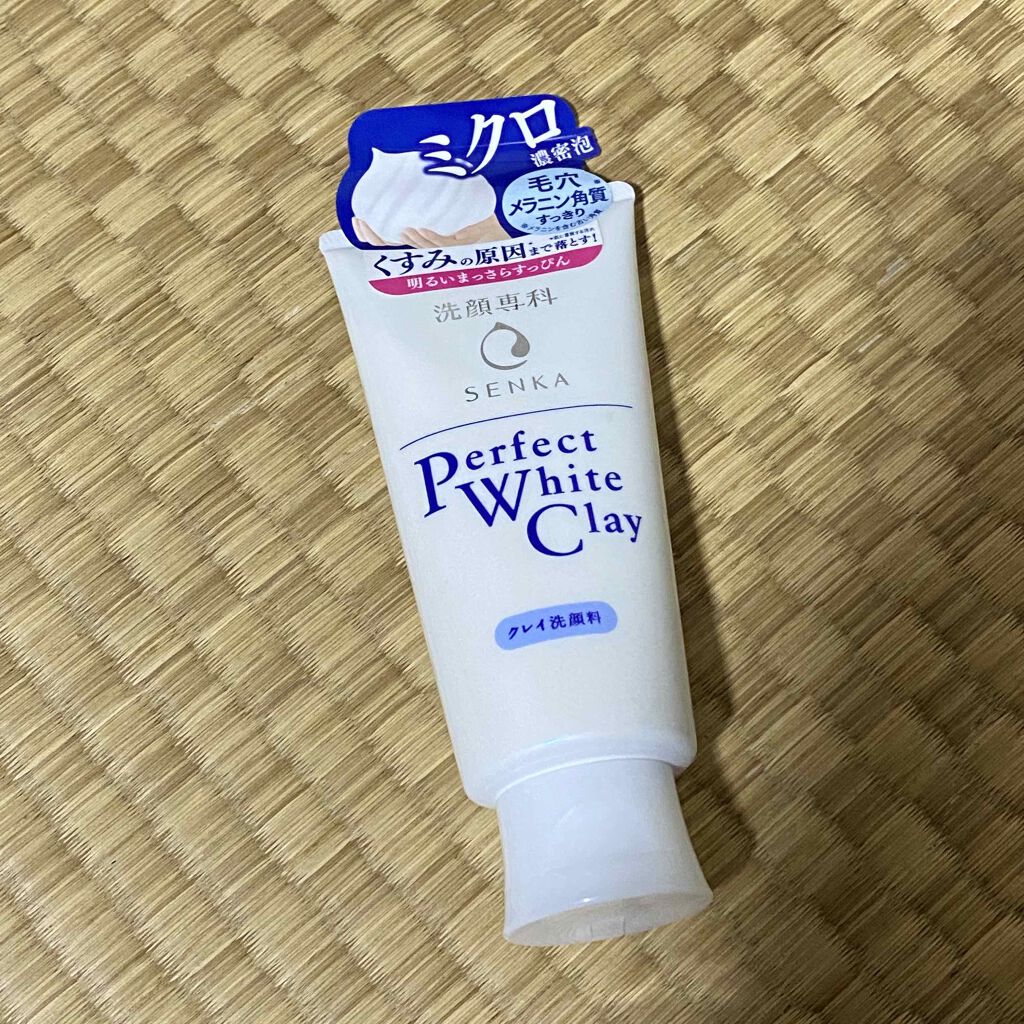 ミクロ
濃密泡
毛穴
メラニン角質
すっきり
くすみの原因まで落とす!
明るいまっさらすっぴん
洗顔専科
SENKA
Perfect
White
Clay
クレイ洗顔料